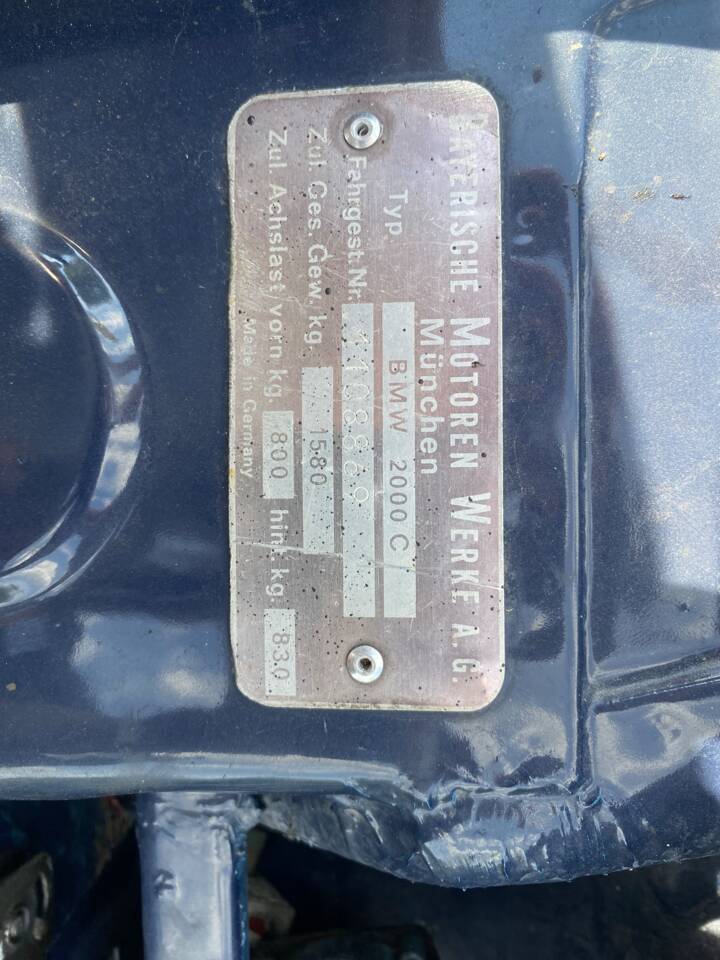 BAYERISCHE MOTOREN WERKE A.G.
München
Typ BMW 2000 C
Fahrgest. Nr.
Zul. Ges. Gew. kg. 1580
Zul. Achslast vorn kg. 800 hint. kg. 830
Made in Germany